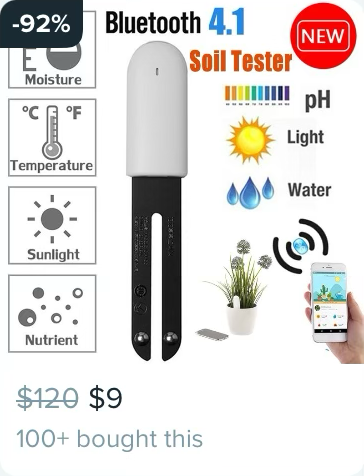 -92%
Bluetooth 4.1
NEW
Soil Tester
E
Moisture
pH
°C °F
Light
Temperature
Water
Sunlight
Nutrient
$120 $9
100+ bought this